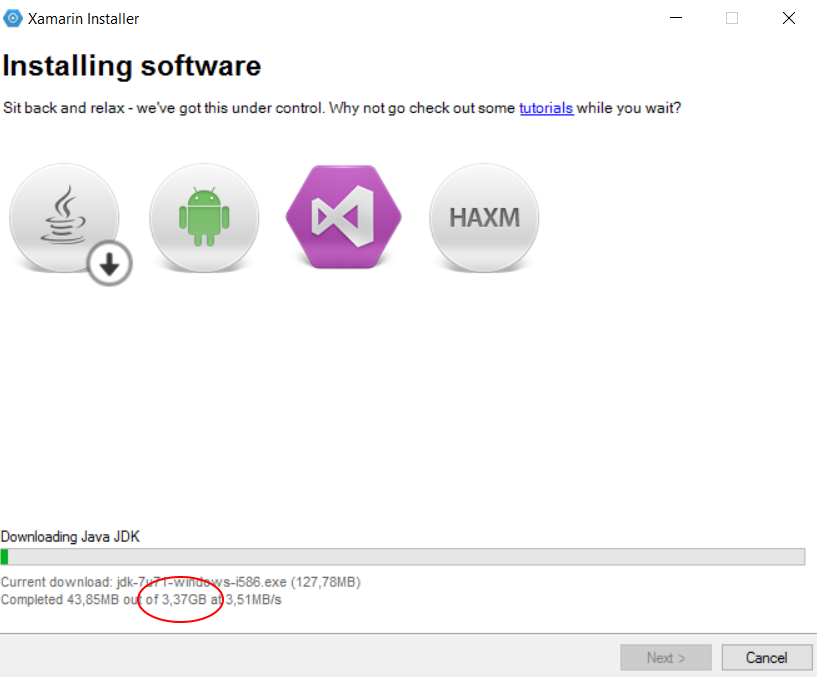 Xamarin Installer
Installing software
Sit back and relax - we've got this under control. Why not go check out some tutorials while you wait?
HAXM
Downloading Java JDK
Current download: jdk-7u71-windows-i586.exe (127,78MB)
Completed 43,85MB out of 3,37GB at 3,51MB/s
Next >
Cancel